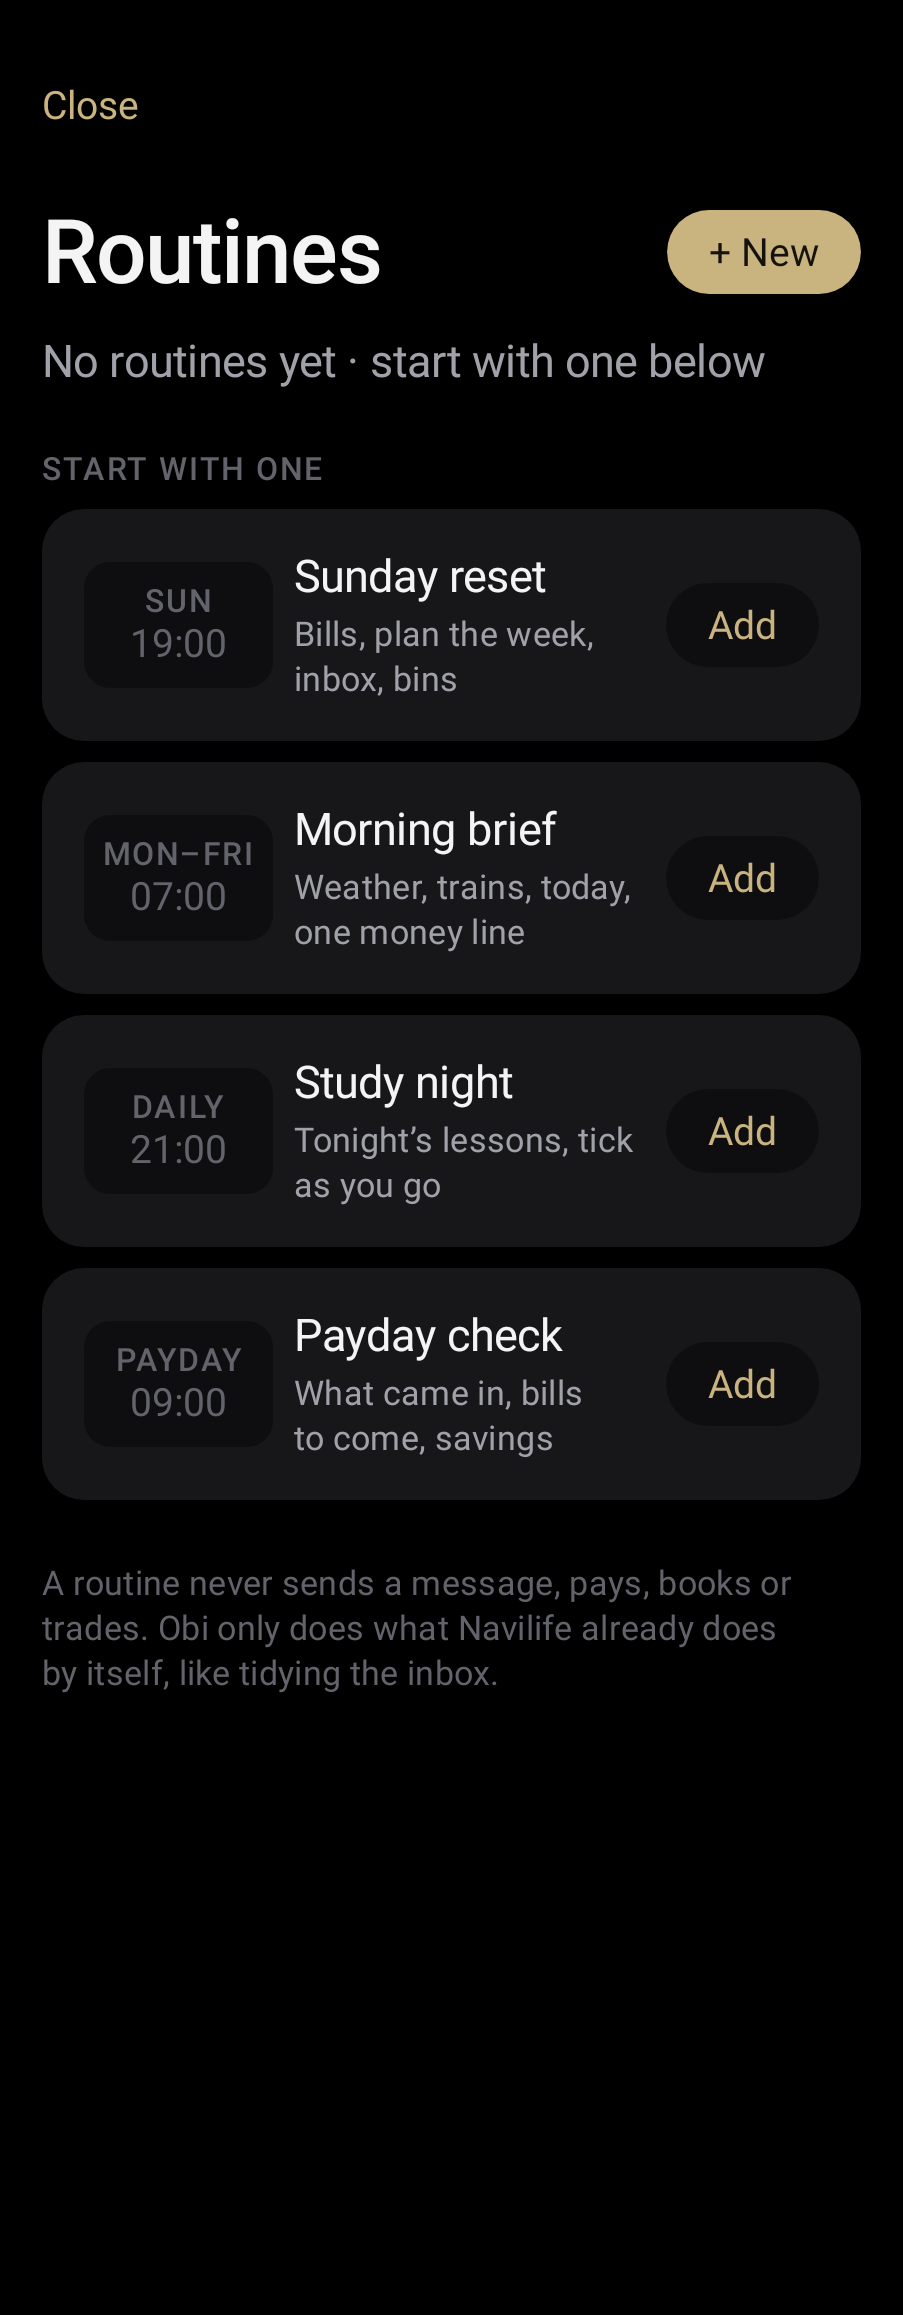 Close
Routines
+ New
No routines yet · start with one below
START WITH ONE
SUN
19:00
Sunday reset
Bills, plan the week,
inbox, bins
Add
MON–FRI
07:00
Morning brief
Weather, trains, today,
one money line
Add
DAILY
21:00
Study night
Tonight’s lessons, tick
as you go
Add
PAYDAY
09:00
Payday check
What came in, bills
to come, savings
Add
A routine never sends a message, pays, books or
trades. Obi only does what Navilife already does
by itself, like tidying the inbox.